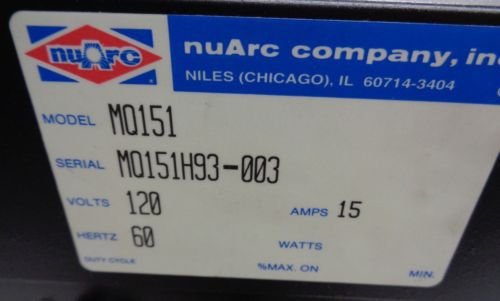 nuArc
nuArc company, inc
NILES (CHICAGO), IL 60714-3404
MODEL MQ151
SERIAL MQ151H93-003
VOLTS 120 AMPS 15
HERTZ 60 WATTS
DUTY CYCLE %MAX. ON MIN.